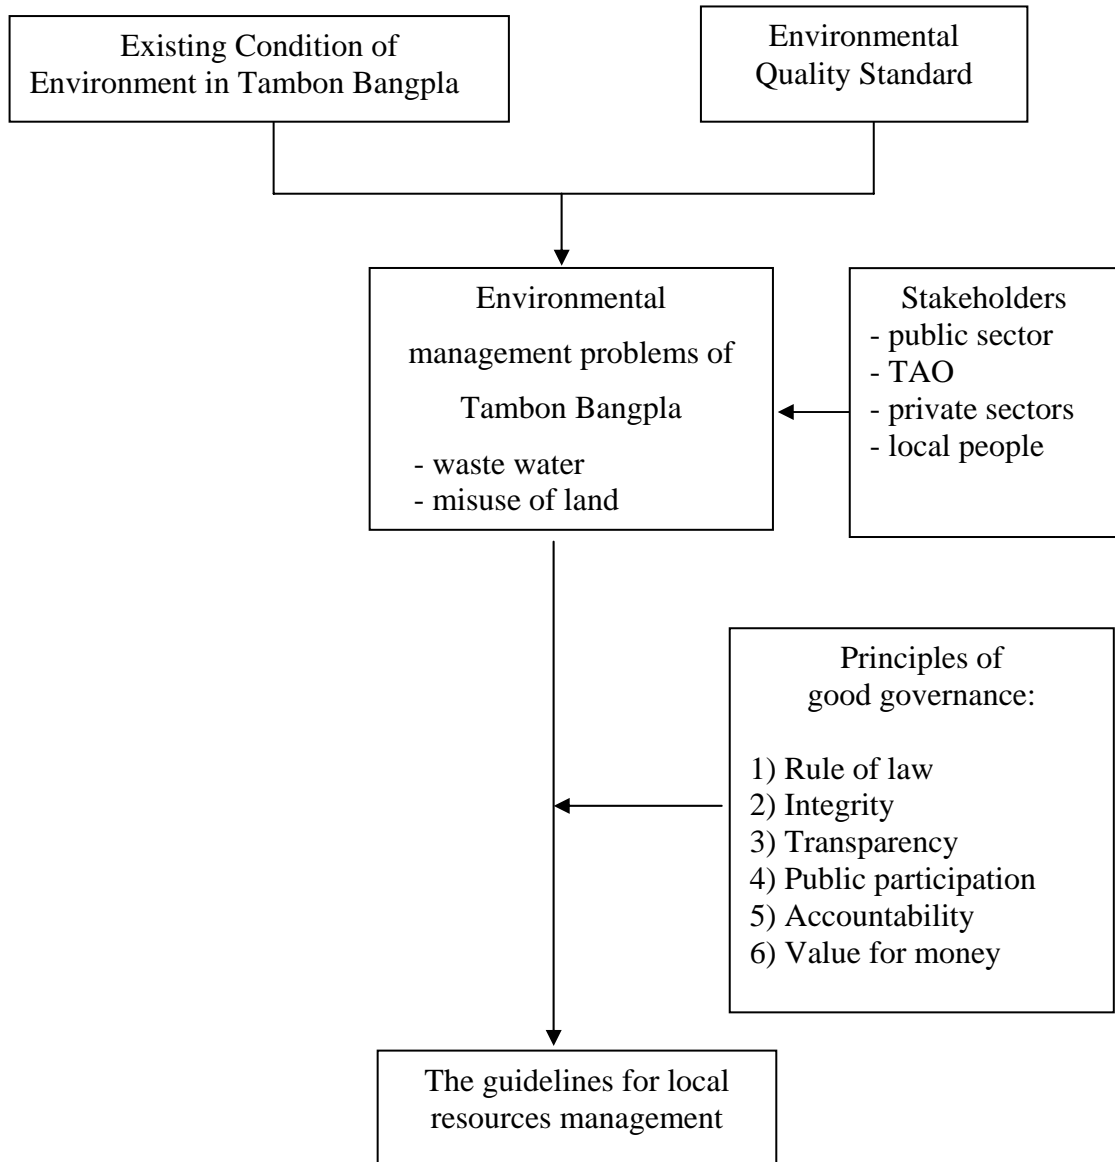 Existing Condition of
Environment in Tambon Bangpla
Environmental
Quality Standard
Environmental
management problems of
Tambon Bangpla
- waste water
- misuse of land
Stakeholders
- public sector
- TAO
- private sectors
- local people
Principles of
good governance:
1) Rule of law
2) Integrity
3) Transparency
4) Public participation
5) Accountability
6) Value for money
The guidelines for local
resources management